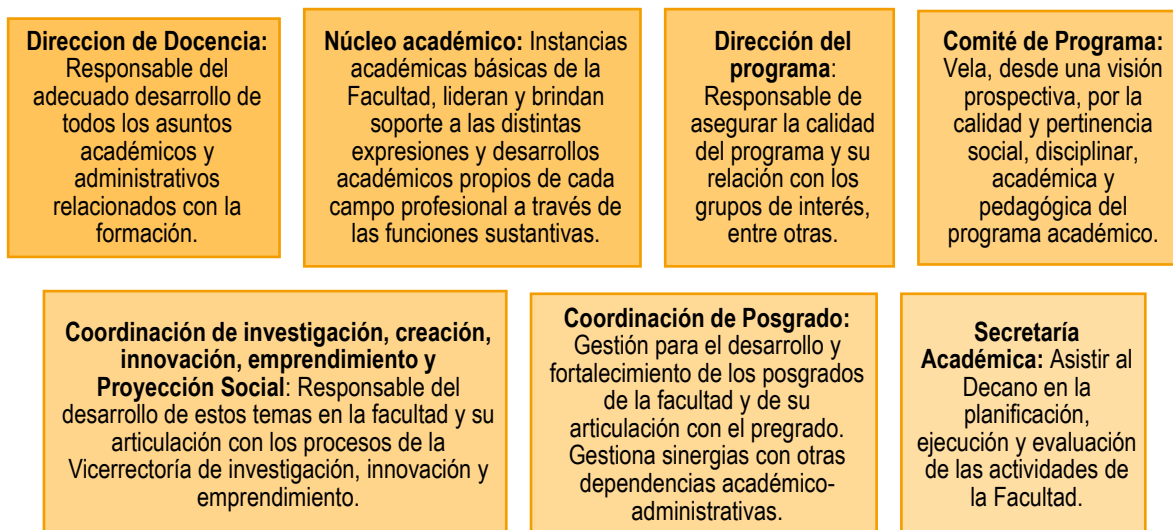 Direccion de Docencia:
Responsable del
adecuado desarrollo de
todos los asuntos
académicos y
administrativos
relacionados con la
formación.
Núcleo académico: Instancias
académicas básicas de la
Facultad, lideran y brindan
soporte a las distintas
expresiones y desarrollos
académicos propios de cada
campo profesional a través de
las funciones sustantivas.
Dirección del
programa:
Responsable de
asegurar la calidad
del programa y su
relación con los
grupos de interés,
entre otras.
Comité de Programa:
Vela, desde una visión
prospectiva, por la
calidad y pertinencia
social, disciplinar,
académica y
pedagógica del
programa académico.
Coordinación de investigación, creación,
innovación, emprendimiento y
Proyección Social: Responsable del
desarrollo de estos temas en la facultad y su
articulación con los procesos de la
Vicerrectoría de investigación, innovación y
emprendimiento.
Coordinación de Posgrado:
Gestión para el desarrollo y
fortalecimiento de los posgrados
de la facultad y de su
articulación con el pregrado.
Gestiona sinergias con otras
dependencias académico-
administrativas.
Secretaría
Académica: Asistir al
Decano en la
planificación,
ejecución y evaluación
de las actividades de
la Facultad.